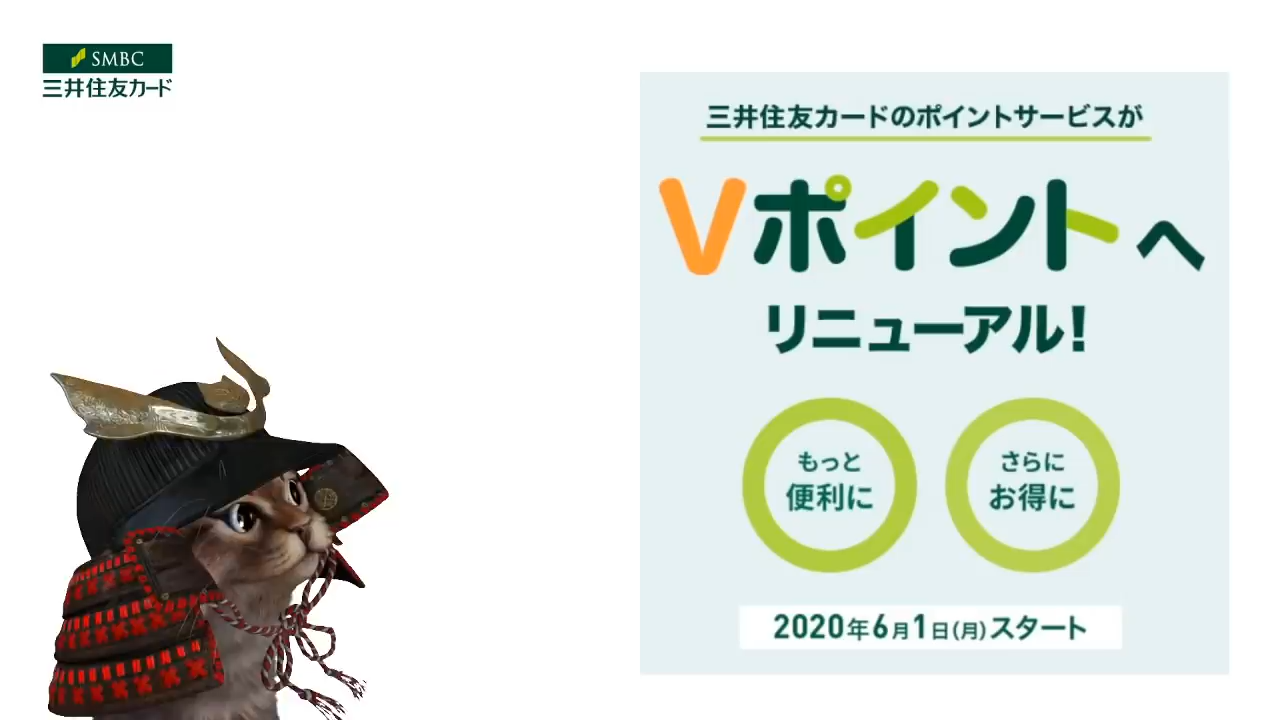 SMBC
三井住友カード
三井住友カードのポイントサービスが
Vポイントへ
リニューアル!
もっと
便利に
さらに
お得に
2020年6月1日(月)スタート